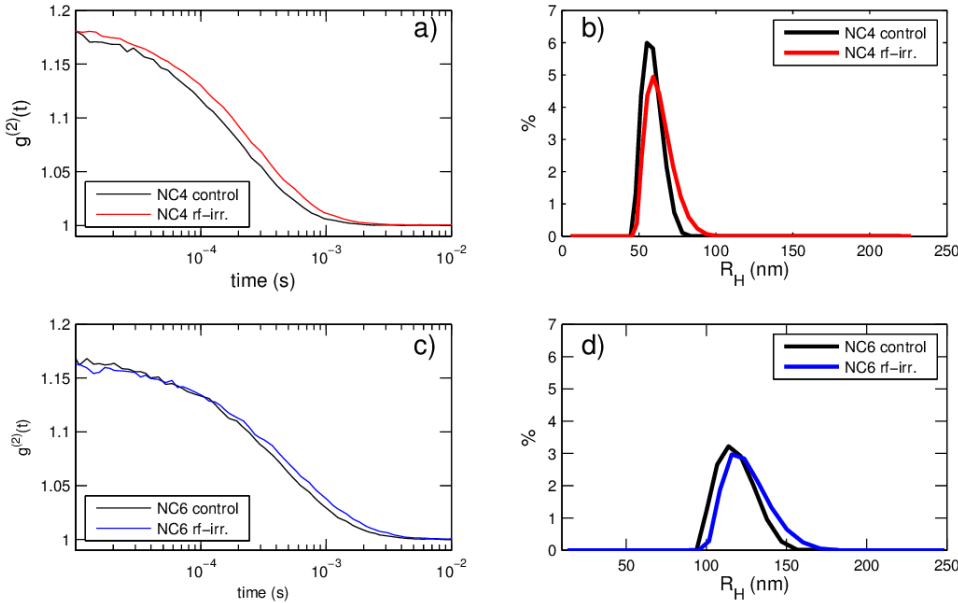 a)
g(2)(t)
1.2
1.15
1.1
1.05
1
NC4 control
NC4 rf−irr.
10−4
10−3
10−2
time (s)
b)
%
7
6
5
4
3
2
1
0
NC4 control
NC4 rf−irr.
0
50
100
150
200
250
RH (nm)
c)
g(2)(t)
1.2
1.15
1.1
1.05
1
NC6 control
NC6 rf−irr.
10−4
10−3
10−2
time (s)
d)
%
7
6
5
4
3
2
1
0
NC6 control
NC6 rf−irr.
50
100
150
200
250
RH (nm)